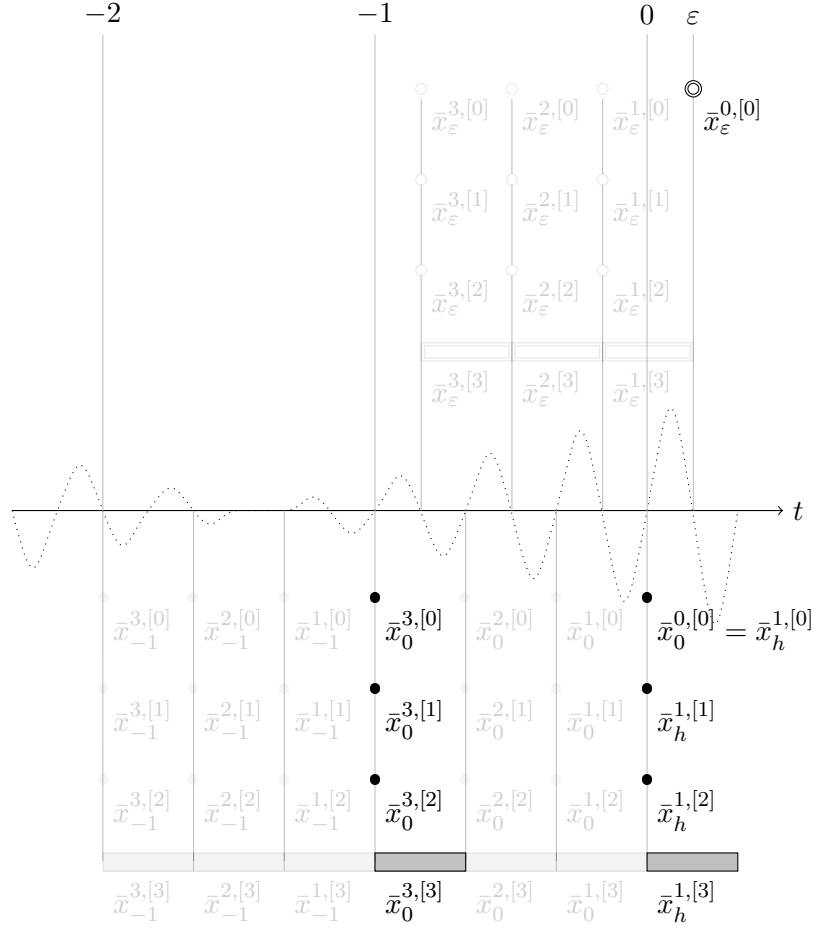 −2 −1 0 ε
x̄_ε^{3,[0]} x̄_ε^{2,[0]} x̄_ε^{1,[0]} x̄_ε^{0,[0]}
x̄_ε^{3,[1]} x̄_ε^{2,[1]} x̄_ε^{1,[1]}
x̄_ε^{3,[2]} x̄_ε^{2,[2]} x̄_ε^{1,[2]}
x̄_ε^{3,[3]} x̄_ε^{2,[3]} x̄_ε^{1,[3]}
t
x̄_{−1}^{3,[0]} x̄_{−1}^{2,[0]} x̄_{−1}^{1,[0]} x̄_0^{3,[0]} x̄_0^{2,[0]} x̄_0^{1,[0]} x̄_0^{0,[0]} = x̄_h^{1,[0]}
x̄_{−1}^{3,[1]} x̄_{−1}^{2,[1]} x̄_{−1}^{1,[1]} x̄_0^{3,[1]} x̄_0^{2,[1]} x̄_0^{1,[1]} x̄_h^{1,[1]}
x̄_{−1}^{3,[2]} x̄_{−1}^{2,[2]} x̄_{−1}^{1,[2]} x̄_0^{3,[2]} x̄_0^{2,[2]} x̄_0^{1,[2]} x̄_h^{1,[2]}
x̄_{−1}^{3,[3]} x̄_{−1}^{2,[3]} x̄_{−1}^{1,[3]} x̄_0^{3,[3]} x̄_0^{2,[3]} x̄_0^{1,[3]} x̄_h^{1,[3]}